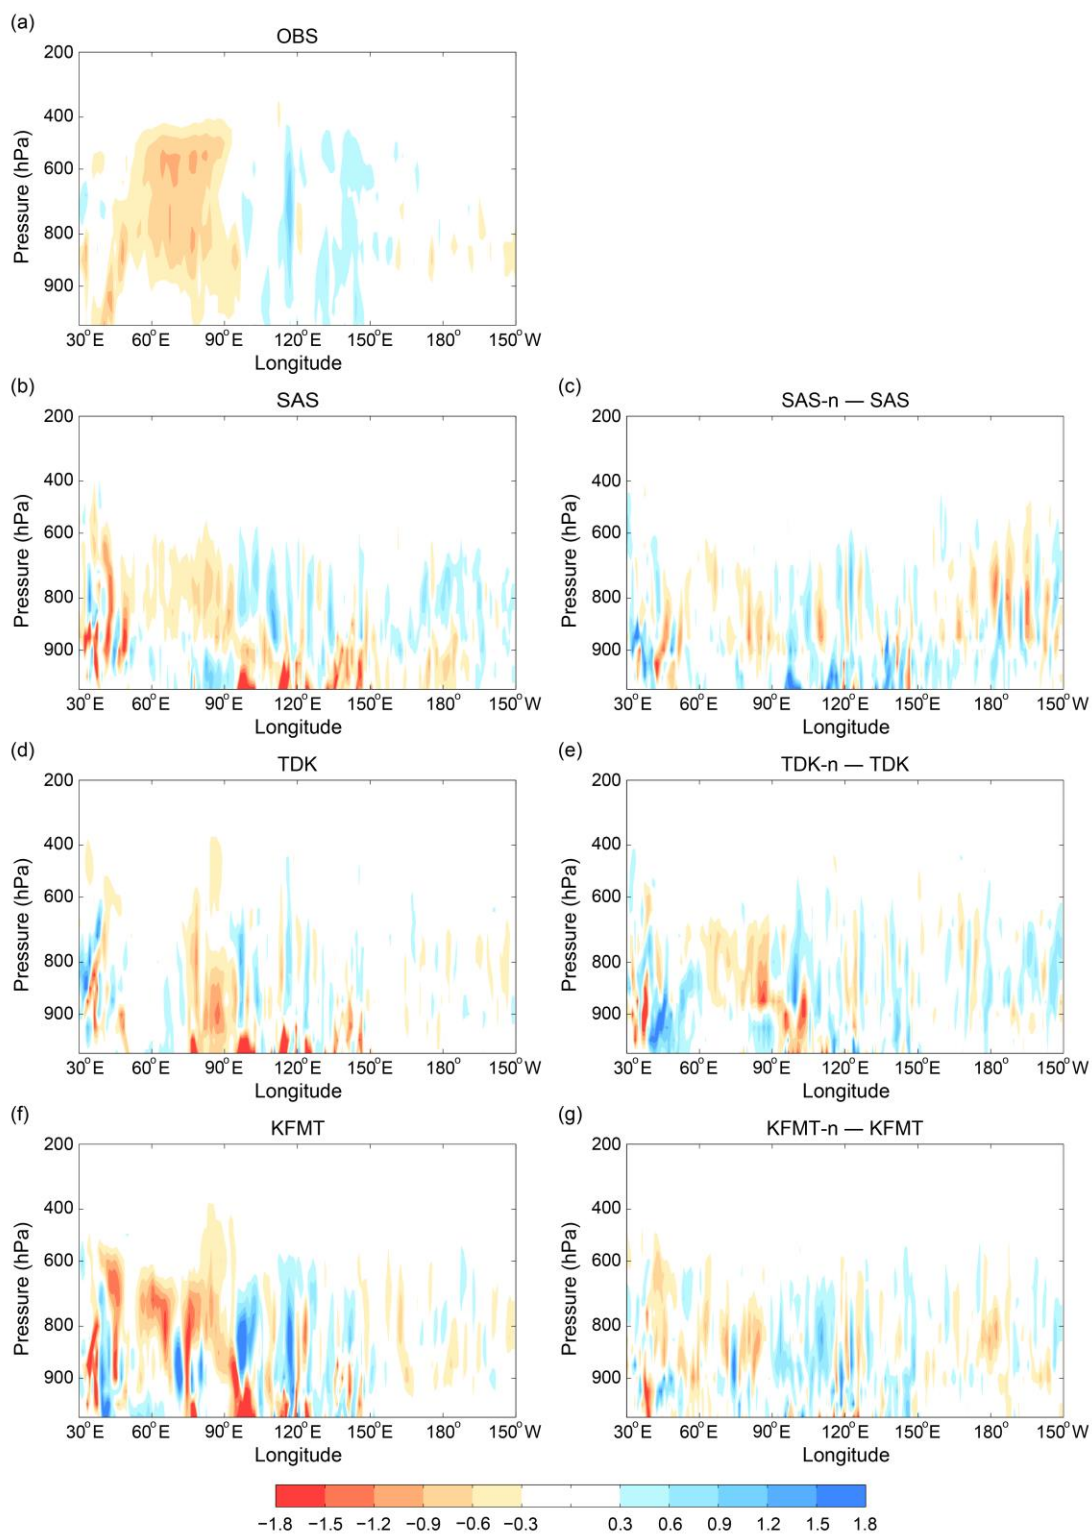 (a)
OBS
200
400
600
800
900
Pressure (hPa)
30°E 60°E 90°E 120°E 150°E 180° 150°W
Longitude
(b)
SAS
200
400
600
800
900
Pressure (hPa)
30°E 60°E 90°E 120°E 150°E 180° 150°W
Longitude
(c)
SAS-n — SAS
200
400
600
800
900
Pressure (hPa)
30°E 60°E 90°E 120°E 150°E 180° 150°W
Longitude
(d)
TDK
200
400
600
800
900
Pressure (hPa)
30°E 60°E 90°E 120°E 150°E 180° 150°W
Longitude
(e)
TDK-n — TDK
200
400
600
800
900
Pressure (hPa)
30°E 60°E 90°E 120°E 150°E 180° 150°W
Longitude
(f)
KFMT
200
400
600
800
900
Pressure (hPa)
30°E 60°E 90°E 120°E 150°E 180° 150°W
Longitude
(g)
KFMT-n — KFMT
200
400
600
800
900
Pressure (hPa)
30°E 60°E 90°E 120°E 150°E 180° 150°W
Longitude
−1.8 −1.5 −1.2 −0.9 −0.6 −0.3 0.3 0.6 0.9 1.2 1.5 1.8